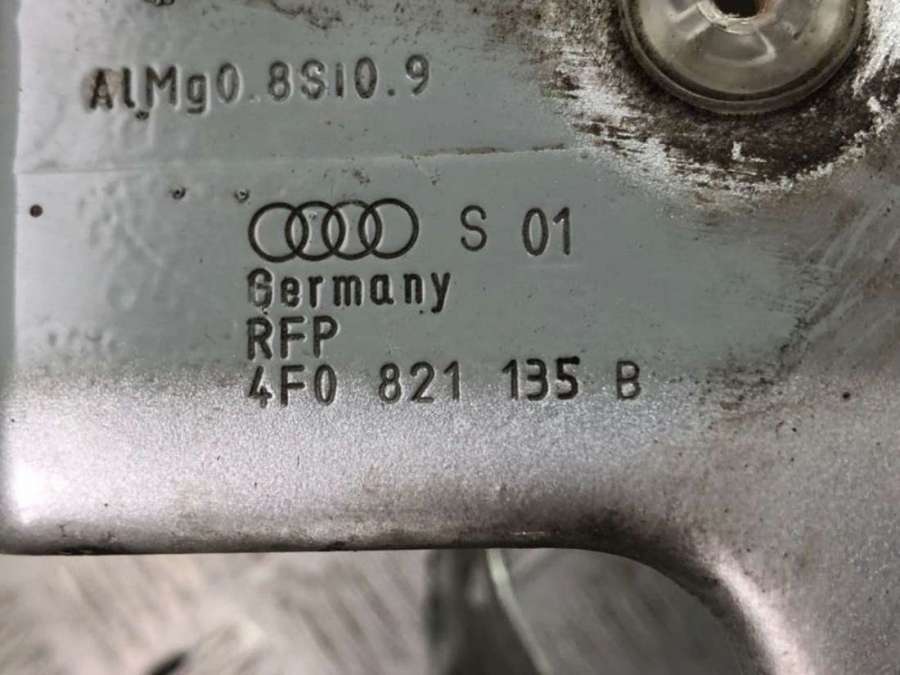 AlMg0.8Si0.9
S 01
Germany
RFP
4F0 821 135 B